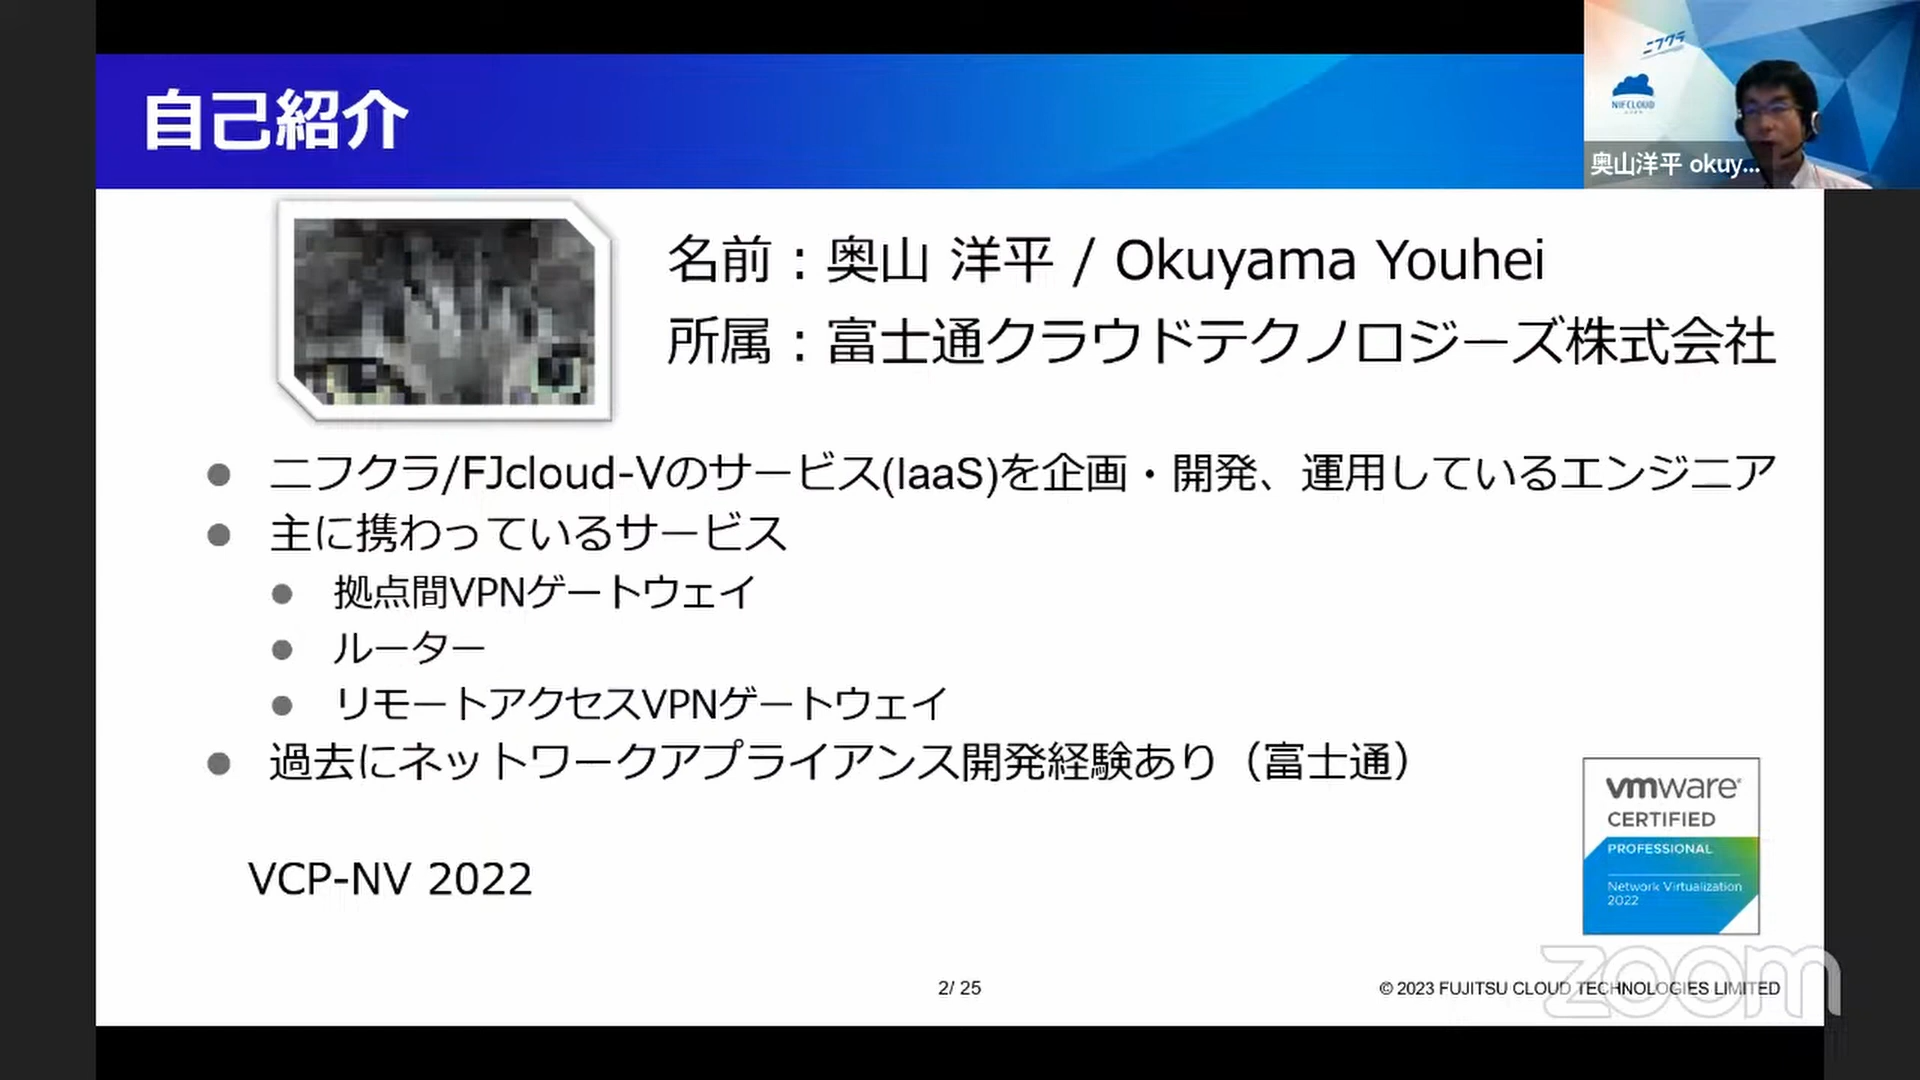 自己紹介
ニフクラ
NIFCLOUD
奥山洋平 okuy...
名前：奥山 洋平 / Okuyama Youhei
所属：富士通クラウドテクノロジーズ株式会社
ニフクラ/FJcloud-Vのサービス(IaaS)を企画・開発、運用しているエンジニア
主に携わっているサービス
拠点間VPNゲートウェイ
ルーター
リモートアクセスVPNゲートウェイ
過去にネットワークアプライアンス開発経験あり（富士通）
VCP-NV 2022
vmware®
CERTIFIED
PROFESSIONAL
Network Virtualization
2022
2/ 25
© 2023 FUJITSU CLOUD TECHNOLOGIES LIMITED
zoom